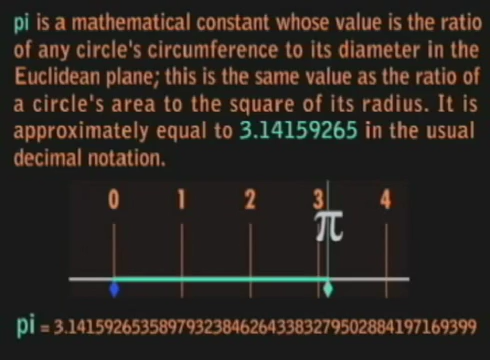 pi is a mathematical constant whose value is the ratio
of any circle's circumference to its diameter in the
Euclidean plane; this is the same value as the ratio of
a circle's area to the square of its radius. It is
approximately equal to 3.14159265 in the usual
decimal notation.
0 1 2 3 4
π
pi = 3.14159265358979323846264338327950288419716939​9